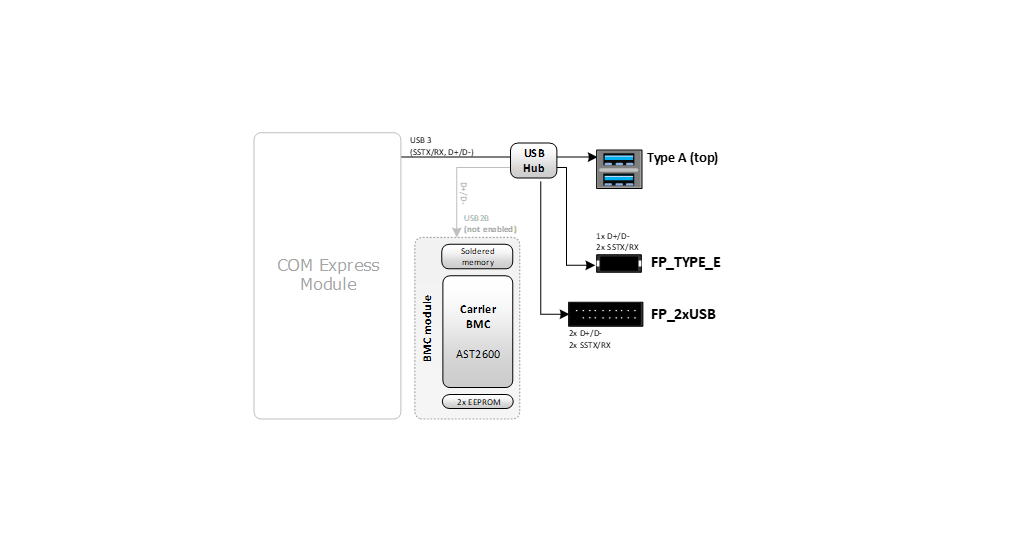 USB 3
(SSTX/RX, D+/D-)
USB
Hub
Type A (top)
D+/D-
USB2B
(not enabled)
1x D+/D-
2x SSTX/RX
FP_TYPE_E
Soldered
memory
COM Express
Module
BMC module
Carrier
BMC
AST2600
FP_2xUSB
2x D+/D-
2x SSTX/RX
2x EEPROM